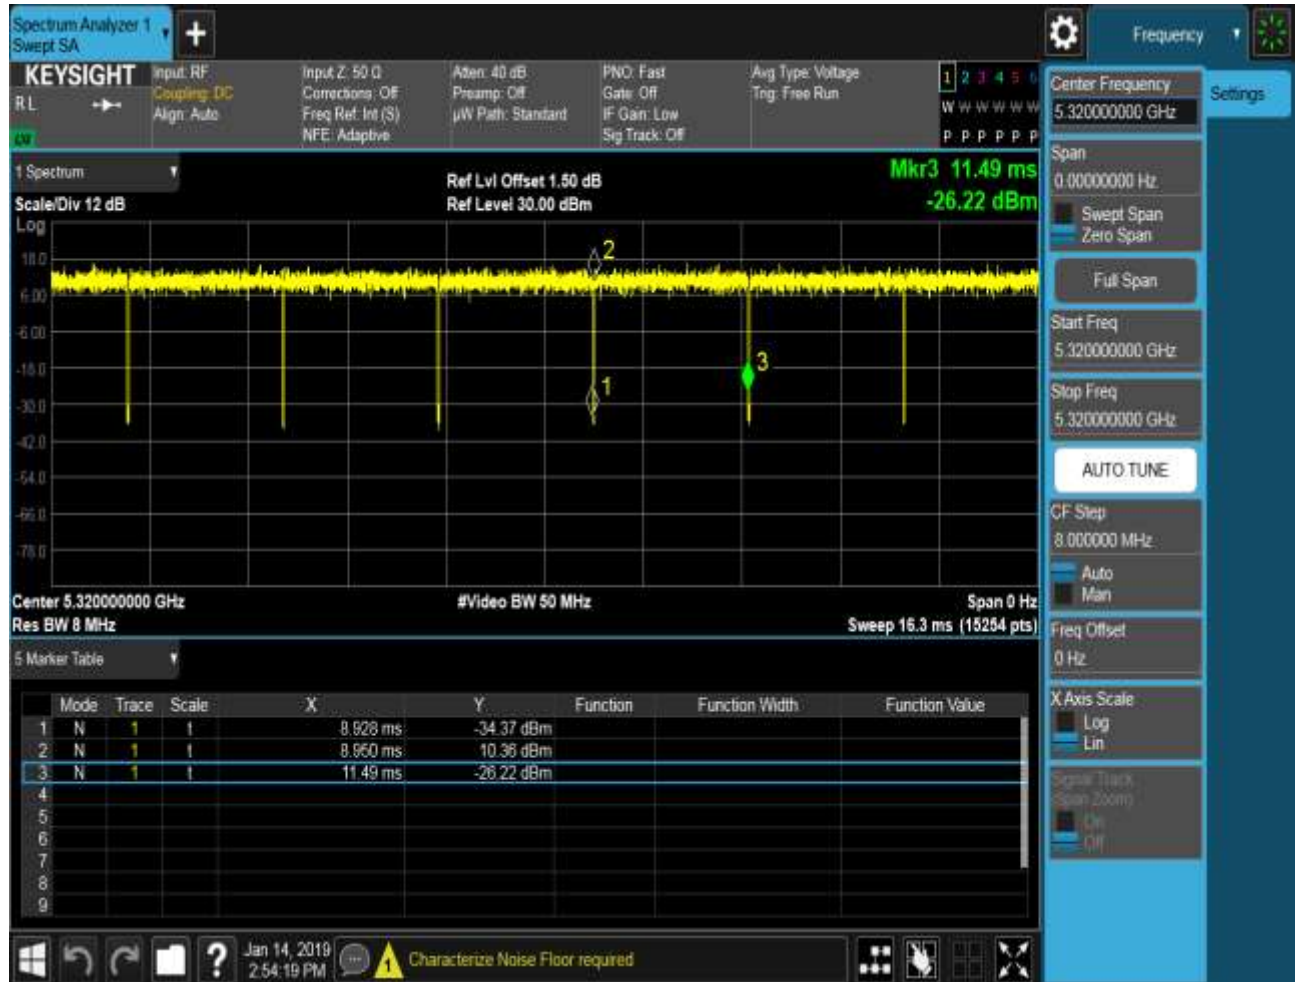 Spectrum Analyzer 1
Swept SA
Frequency
KEYSIGHT
RL
Input: RF
Coupling: DC
Align: Auto
Input Z: 50 Ω
Corrections: Off
Freq Ref: Int (S)
NFE: Adaptive
Atten: 40 dB
Preamp: Off
µW Path: Standard
PNO: Fast
Gate: Off
IF Gain: Low
Sig Track: Off
Avg Type: Voltage
Trig: Free Run
1 2 3 4 5 6
W W W W W W
P P P P P P
1 Spectrum
Scale/Div 12 dB
Ref Lvl Offset 1.50 dB
Ref Level 30.00 dBm
Mkr3 11.49 ms
-26.22 dBm
Log
18.0
6.00
-6.00
-18.0
-30.0
-42.0
-54.0
-66.0
-78.0
2
1
3
Center 5.320000000 GHz
Res BW 8 MHz
#Video BW 50 MHz
Span 0 Hz
Sweep 16.3 ms (15254 pts)
5 Marker Table
Mode Trace Scale X Y Function Function Width Function Value
1 N 1 t 8.928 ms -34.37 dBm
2 N 1 t 8.950 ms 10.36 dBm
3 N 1 t 11.49 ms -26.22 dBm
4
5
6
7
8
9
Jan 14, 2019
2:54:19 PM
Characterize Noise Floor required
Center Frequency
5.320000000 GHz
Settings
Span
0.00000000 Hz
Swept Span
Zero Span
Full Span
Start Freq
5.320000000 GHz
Stop Freq
5.320000000 GHz
AUTO TUNE
CF Step
8.000000 MHz
Auto
Man
Freq Offset
0 Hz
X Axis Scale
Log
Lin
Signal Track
(Span Zoom)
On
Off